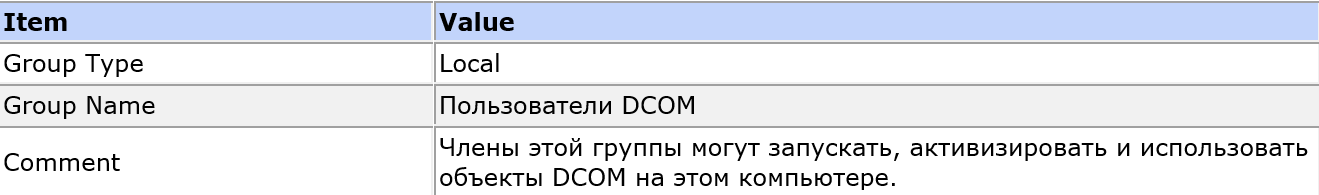 Item Value
Group Type Local
Group Name Пользователи DCOM
Comment Члены этой группы могут запускать, активизировать и использовать
объекты DCOM на этом компьютере.